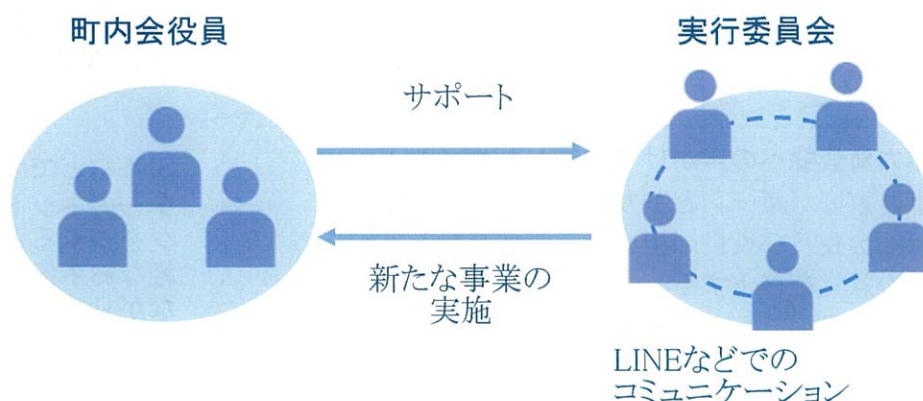 町内会役員
実行委員会
サポート
新たな事業の
実施
LINEなどでの
コミュニケーション